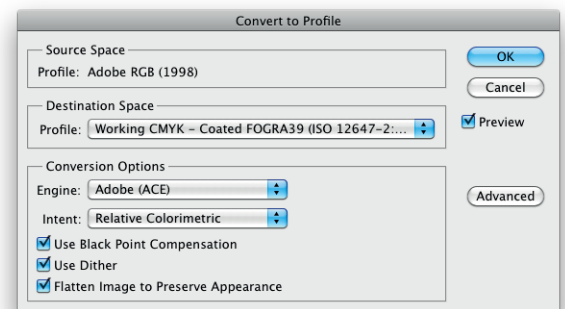 Convert to Profile
Source Space
Profile: Adobe RGB (1998)
OK
Cancel
Destination Space
Profile: Working CMYK - Coated FOGRA39 (ISO 12647-2:...
Preview
Conversion Options
Engine: Adobe (ACE)
Advanced
Intent: Relative Colorimetric
Use Black Point Compensation
Use Dither
Flatten Image to Preserve Appearance